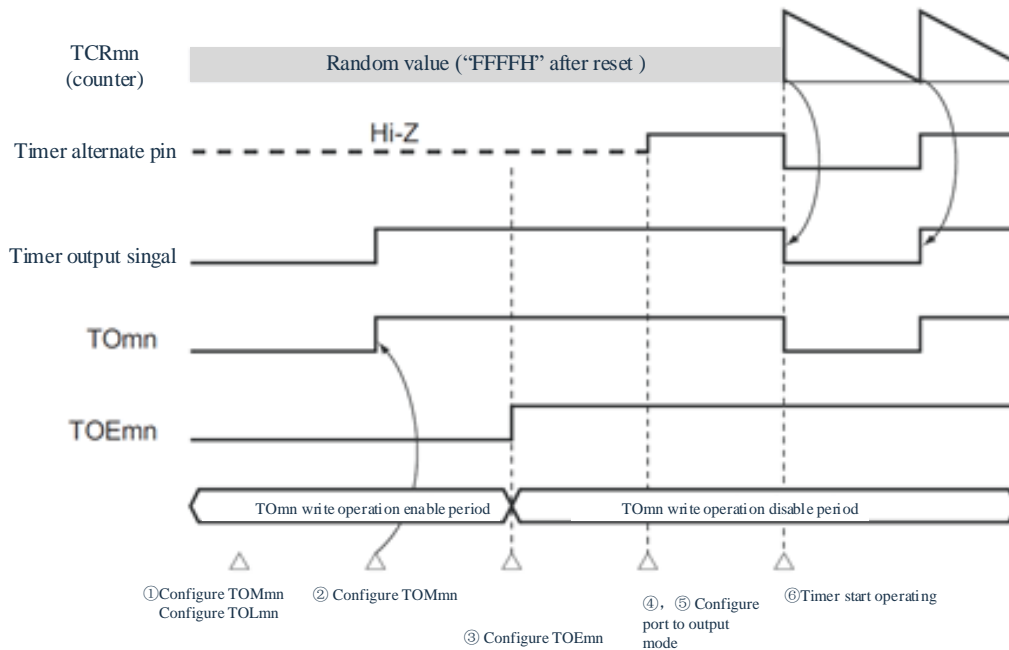 TCRmn
(counter)
Random value (“FFFFH” after reset )
Hi-Z
Timer alternate pin
Timer output singal
TOmn
TOEmn
TOmn write operation enable period
TOmn write operation disable period
①Configure TOMmn
Configure TOLmn
② Configure TOMmn
③ Configure TOEmn
④, ⑤ Configure
port to output
mode
⑥Timer start operating